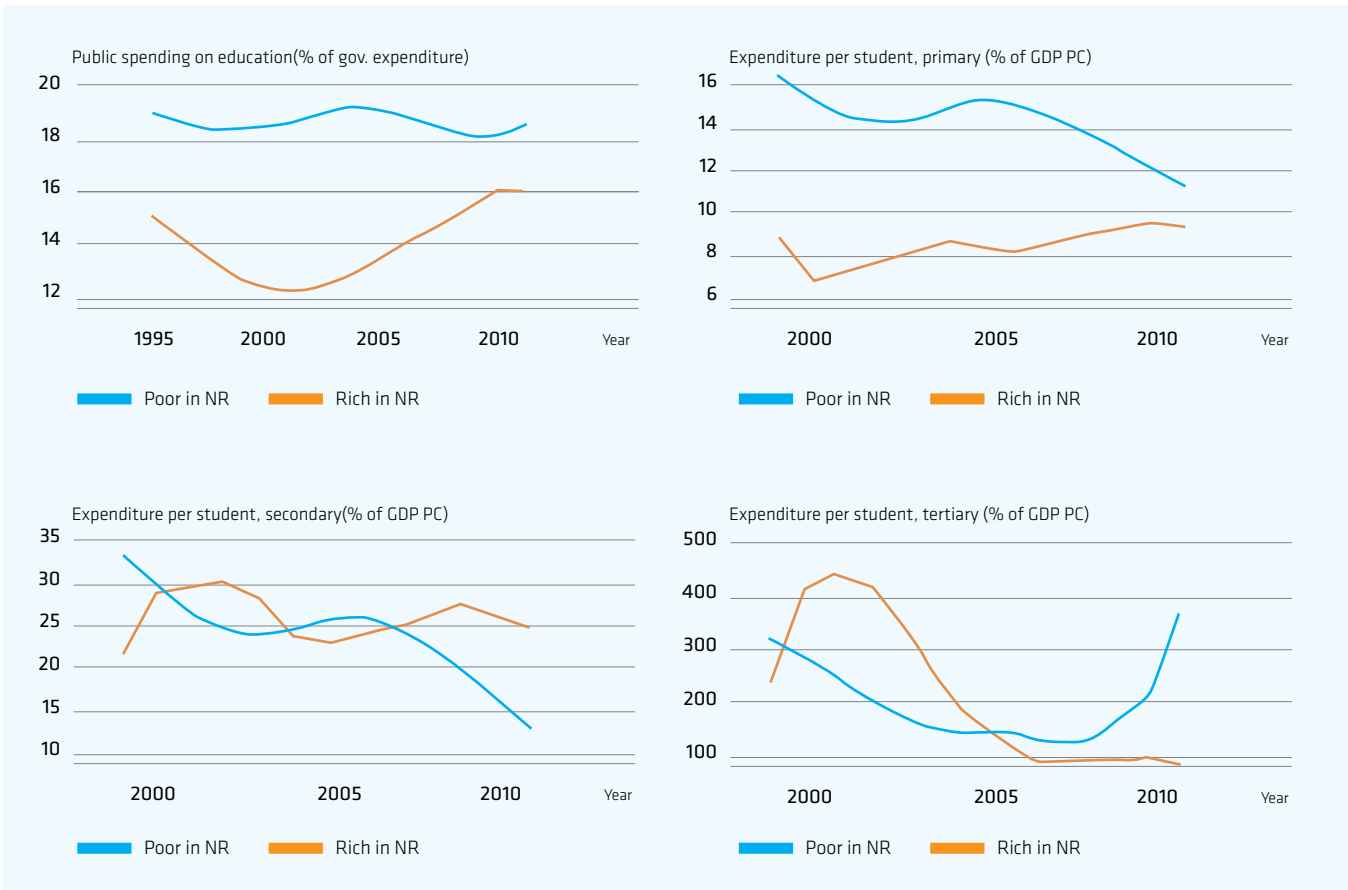 Public spending on education(% of gov. expenditure)
20
18
16
14
12
1995 2000 2005 2010 Year
Poor in NR Rich in NR
Expenditure per student, primary (% of GDP PC)
16
14
12
10
8
6
2000 2005 2010 Year
Poor in NR Rich in NR
Expenditure per student, secondary(% of GDP PC)
35
30
25
20
15
10
2000 2005 2010 Year
Poor in NR Rich in NR
Expenditure per student, tertiary (% of GDP PC)
500
400
300
200
100
2000 2005 2010 Year
Poor in NR Rich in NR